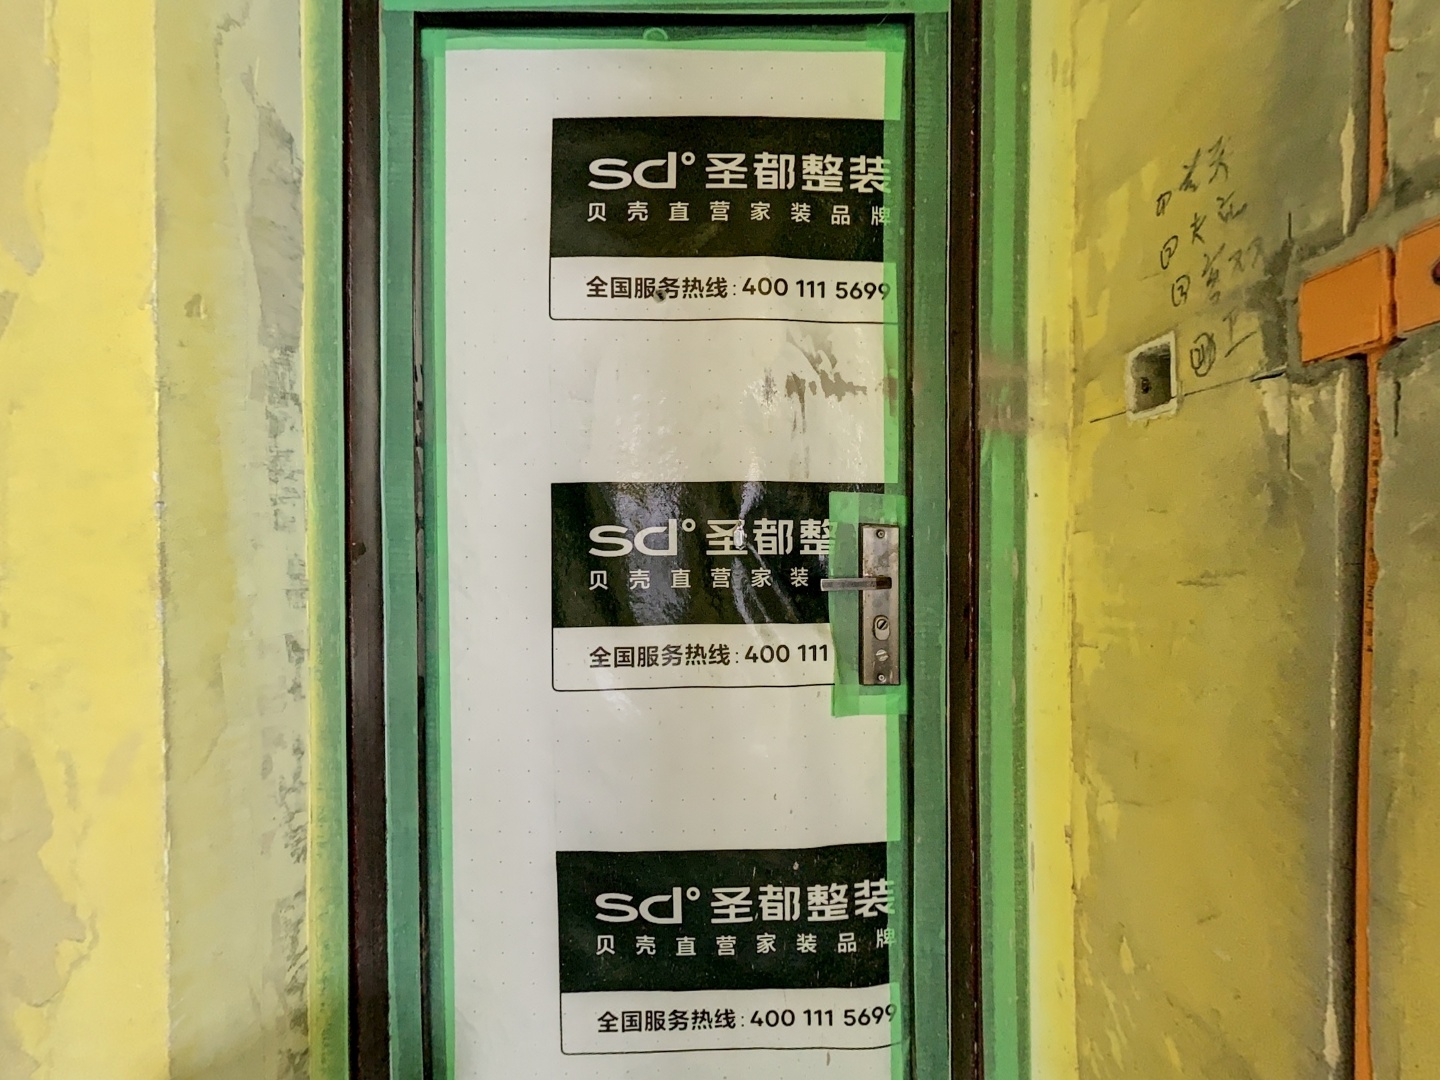 sd° 圣都整装
贝壳直营家装品牌
全国服务热线:400 111 5699
sd° 圣都整
贝壳直营家装
全国服务热线:400 111
sd° 圣都整装
贝壳直营家装品牌
全国服务热线:400 111 5699